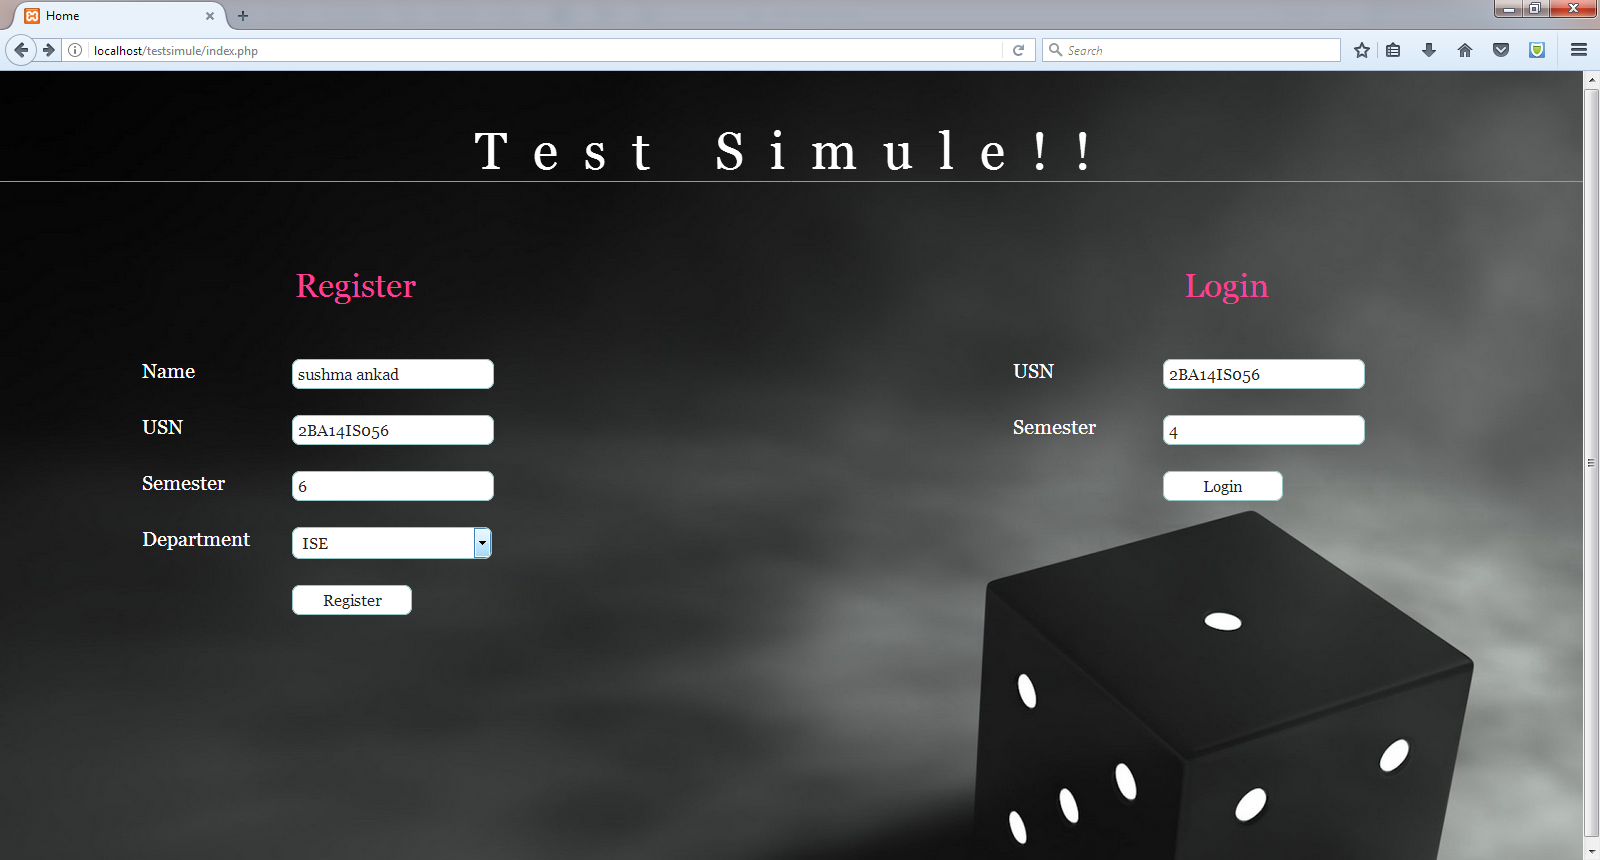 Home
localhost/testsimule/index.php
Search
Test Simule!!
Register
Login
Name
sushma ankad
USN
2BA14IS056
USN
2BA14IS056
Semester
4
Semester
6
Login
Department
ISE
Register